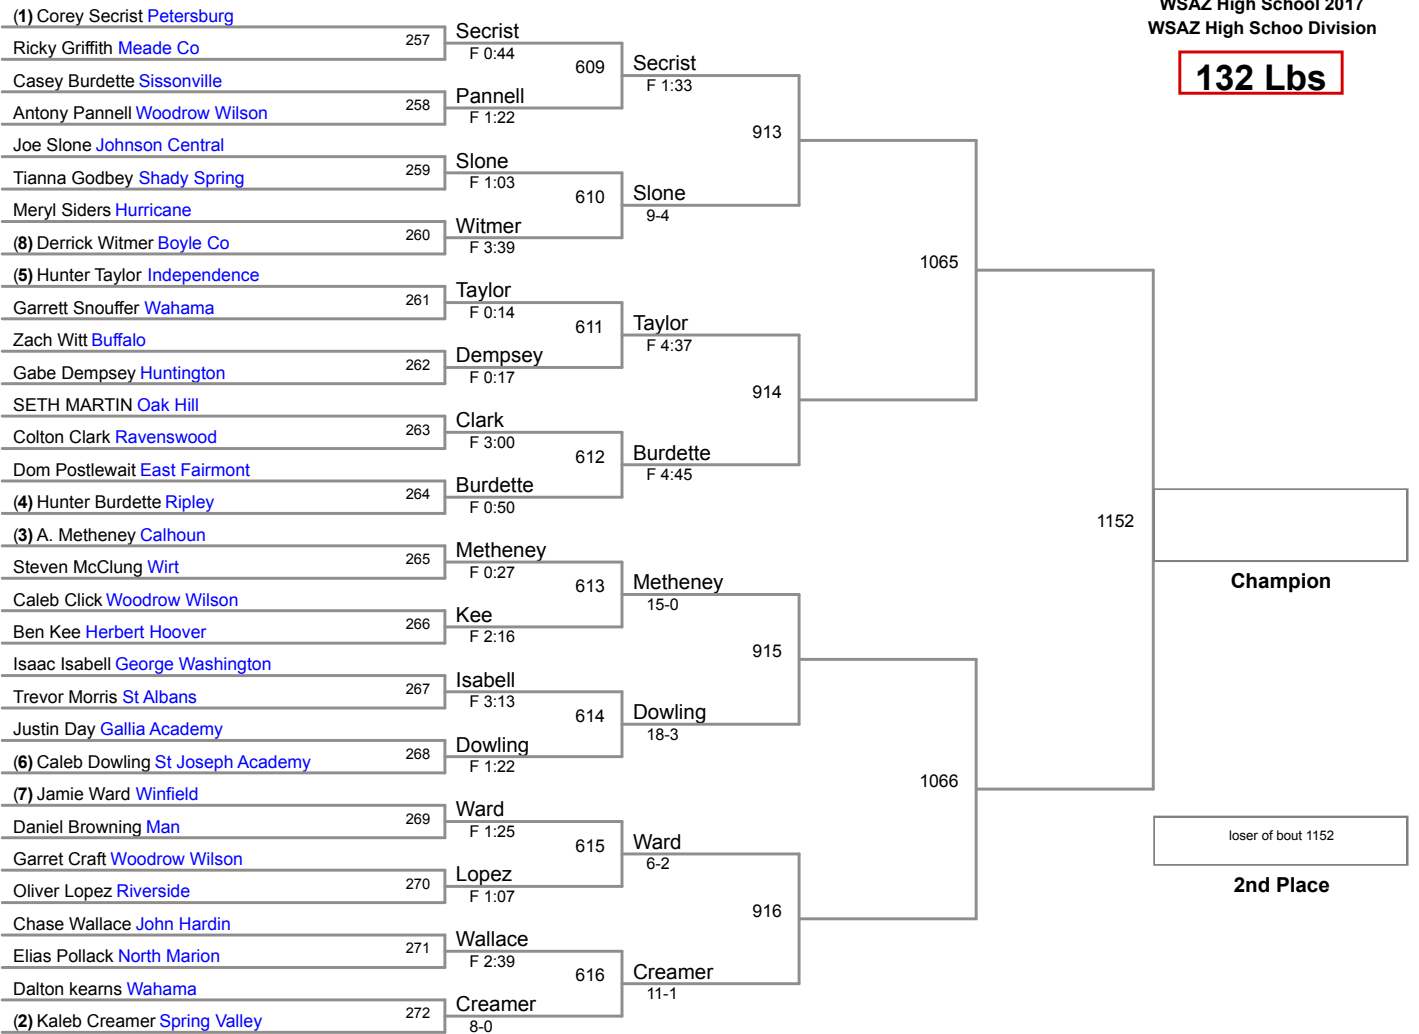 WSAZ High School 2017
WSAZ High Schoo Division
132 Lbs
(1) Corey Secrist Petersburg
Ricky Griffith Meade Co
Casey Burdette Sissonville
Antony Pannell Woodrow Wilson
Joe Slone Johnson Central
Tianna Godbey Shady Spring
Meryl Siders Hurricane
(8) Derrick Witmer Boyle Co
(5) Hunter Taylor Independence
Garrett Snouffer Wahama
Zach Witt Buffalo
Gabe Dempsey Huntington
SETH MARTIN Oak Hill
Colton Clark Ravenswood
Dom Postlewait East Fairmont
(4) Hunter Burdette Ripley
(3) A. Metheney Calhoun
Steven McClung Wirt
Caleb Click Woodrow Wilson
Ben Kee Herbert Hoover
Isaac Isabell George Washington
Trevor Morris St Albans
Justin Day Gallia Academy
(6) Caleb Dowling St Joseph Academy
(7) Jamie Ward Winfield
Daniel Browning Man
Garret Craft Woodrow Wilson
Oliver Lopez Riverside
Chase Wallace John Hardin
Elias Pollack North Marion
Dalton kearns Wahama
(2) Kaleb Creamer Spring Valley
257
258
259
260
261
262
263
264
265
266
267
268
269
270
271
272
Secrist
F 0:44
Pannell
F 1:22
Slone
F 1:03
Witmer
F 3:39
Taylor
F 0:14
Dempsey
F 0:17
Clark
F 3:00
Burdette
F 0:50
Metheney
F 0:27
Kee
F 2:16
Isabell
F 3:13
Dowling
F 1:22
Ward
F 1:25
Lopez
F 1:07
Wallace
F 2:39
Creamer
8-0
609
610
611
612
613
614
615
616
Secrist
F 1:33
Slone
9-4
Taylor
F 4:37
Burdette
F 4:45
Metheney
15-0
Dowling
18-3
Ward
6-2
Creamer
11-1
913
914
915
916
1065
1066
1152
Champion
loser of bout 1152
2nd Place